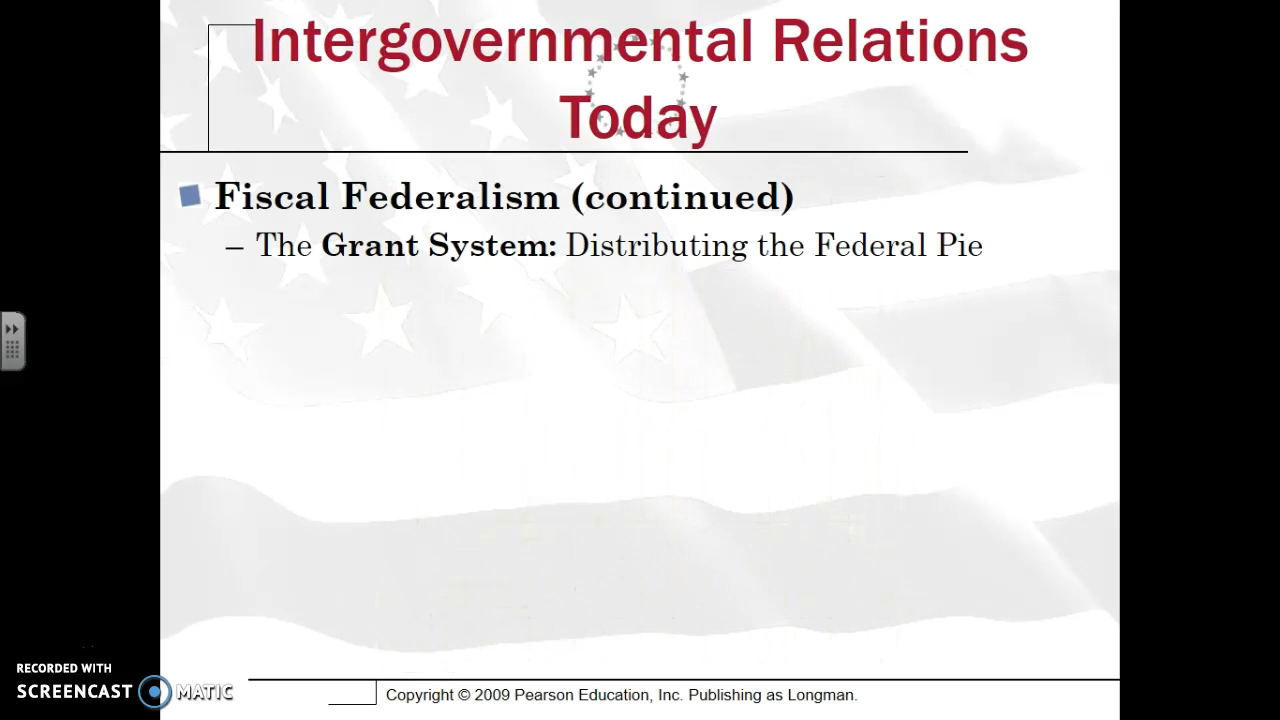 Intergovernmental Relations
Today
Fiscal Federalism (continued)
– The Grant System: Distributing the Federal Pie
RECORDED WITH
SCREENCAST MATIC
Copyright © 2009 Pearson Education, Inc. Publishing as Longman.